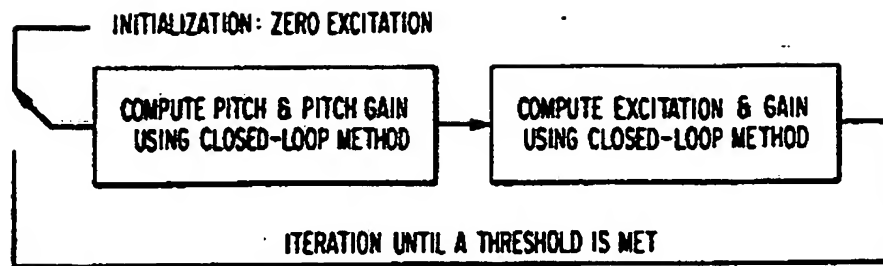 INITIALIZATION: ZERO EXCITATION
COMPUTE PITCH & PITCH GAIN
USING CLOSED-LOOP METHOD
COMPUTE EXCITATION & GAIN
USING CLOSED-LOOP METHOD
ITERATION UNTIL A THRESHOLD IS MET